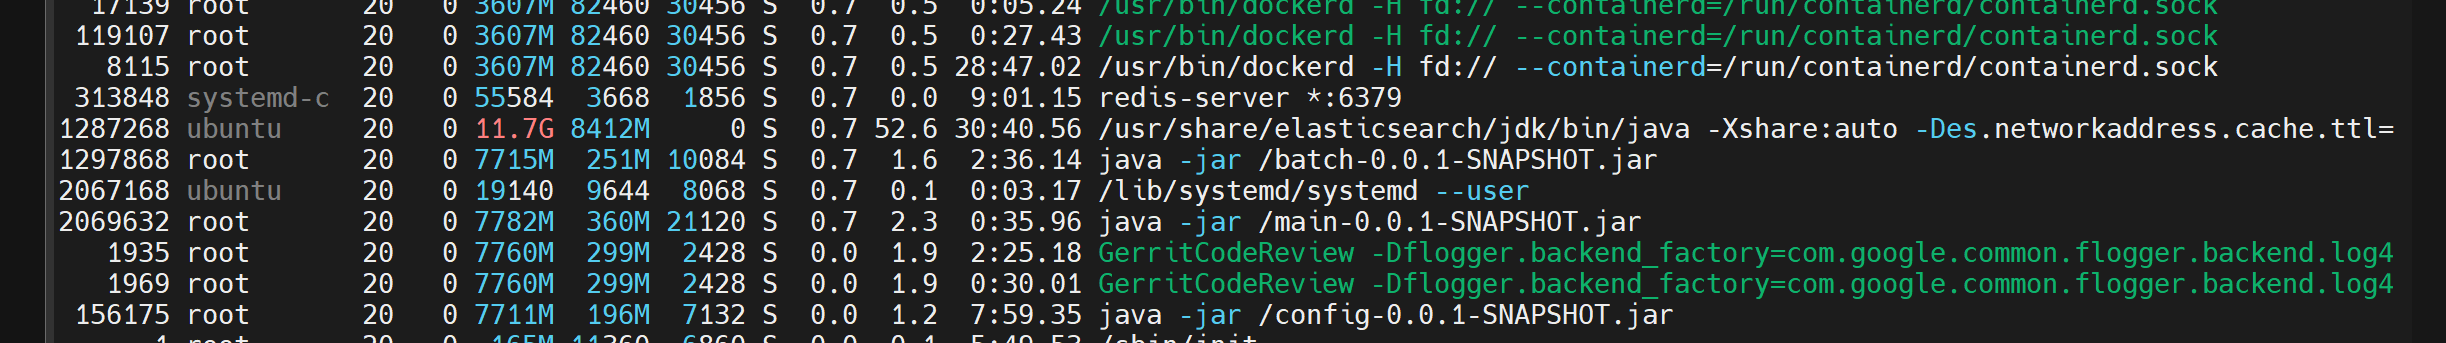 17139 root 20 0 3607M 82460 30456 S 0.7 0.5 0:05.24 /usr/bin/dockerd -H fd:// --containerd=/run/containerd/containerd.sock
119107 root 20 0 3607M 82460 30456 S 0.7 0.5 0:27.43 /usr/bin/dockerd -H fd:// --containerd=/run/containerd/containerd.sock
8115 root 20 0 3607M 82460 30456 S 0.7 0.5 28:47.02 /usr/bin/dockerd -H fd:// --containerd=/run/containerd/containerd.sock
313848 systemd-c 20 0 55584 3668 1856 S 0.7 0.0 9:01.15 redis-server *:6379
1287268 ubuntu 20 0 11.7G 8412M 0 S 0.7 52.6 30:40.56 /usr/share/elasticsearch/jdk/bin/java -Xshare:auto -Des.networkaddress.cache.ttl=
1297868 root 20 0 7715M 251M 10084 S 0.7 1.6 2:36.14 java -jar /batch-0.0.1-SNAPSHOT.jar
2067168 ubuntu 20 0 19140 9644 8068 S 0.7 0.1 0:03.17 /lib/systemd/systemd --user
2069632 root 20 0 7782M 360M 21120 S 0.7 2.3 0:35.96 java -jar /main-0.0.1-SNAPSHOT.jar
1935 root 20 0 7760M 299M 2428 S 0.0 1.9 2:25.18 GerritCodeReview -Dflogger.backend_factory=com.google.common.flogger.backend.log4
1969 root 20 0 7760M 299M 2428 S 0.0 1.9 0:30.01 GerritCodeReview -Dflogger.backend_factory=com.google.common.flogger.backend.log4
156175 root 20 0 7711M 196M 7132 S 0.0 1.2 7:59.35 java -jar /config-0.0.1-SNAPSHOT.jar
1 root 20 0 165M 11360 6860 S 0.0 0.1 5:49.53 /sbin/init